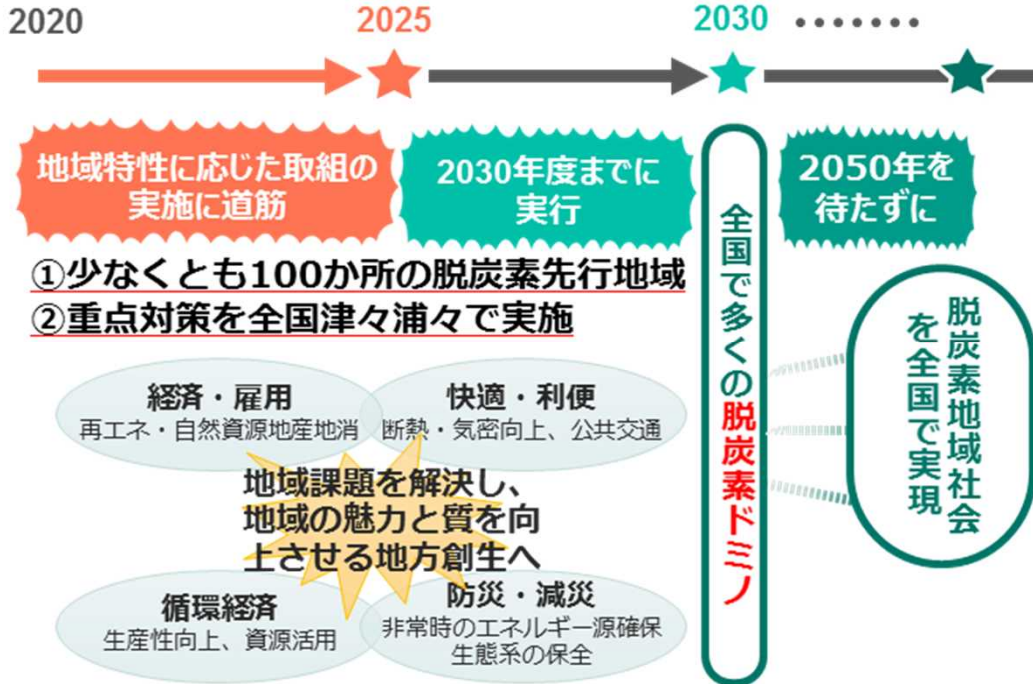 2020
2025
2030
・・・・・・・
地域特性に応じた取組の
実施に道筋
2030年度までに
実行
2050年を
待たずに
①少なくとも100か所の脱炭素先行地域
②重点対策を全国津々浦々で実施
経済・雇用
再エネ・自然資源地産地消
快適・利便
断熱・気密向上、公共交通
地域課題を解決し、
地域の魅力と質を向
上させる地方創生へ
循環経済
生産性向上、資源活用
防災・減災
非常時のエネルギー源確保
生態系の保全
全国で多くの脱炭素ドミノ
脱炭素地域社会
を全国で実現